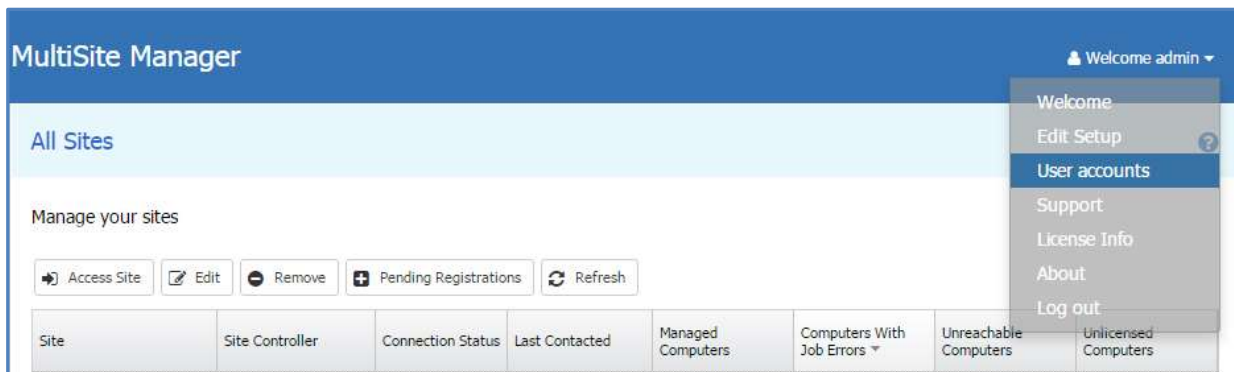 MultiSite Manager
Welcome admin
Welcome
Edit Setup
User accounts
Support
License Info
About
Log out
All Sites
Manage your sites
Access Site Edit Remove Pending Registrations Refresh
Site Site Controller Connection Status Last Contacted Managed Computers Computers With Job Errors Unreachable Computers Unlicensed Computers